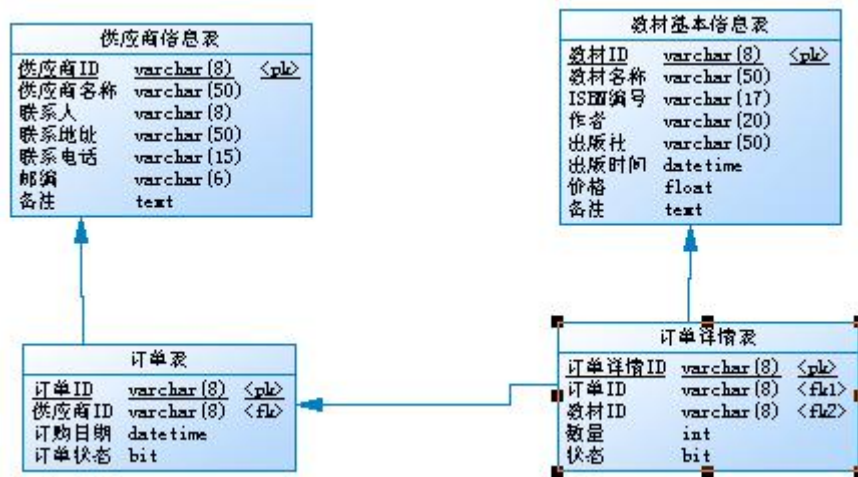 供应商信息表
供应商ID varchar(8) <pk>
供应商名称 varchar(50)
联系人 varchar(8)
联系地址 varchar(50)
联系电话 varchar(15)
邮编 varchar(6)
备注 text
教材基本信息表
教材ID varchar(8) <pk>
教材名称 varchar(50)
ISBN编号 varchar(17)
作者 varchar(20)
出版社 varchar(50)
出版时间 datetime
价格 float
备注 text
订单表
订单ID varchar(8) <pk>
供应商ID varchar(8) <fk>
订购日期 datetime
订单状态 bit
订单详情表
订单详情ID varchar(8) <pk>
订单ID varchar(8) <fk1>
教材ID varchar(8) <fk2>
数量 int
状态 bit